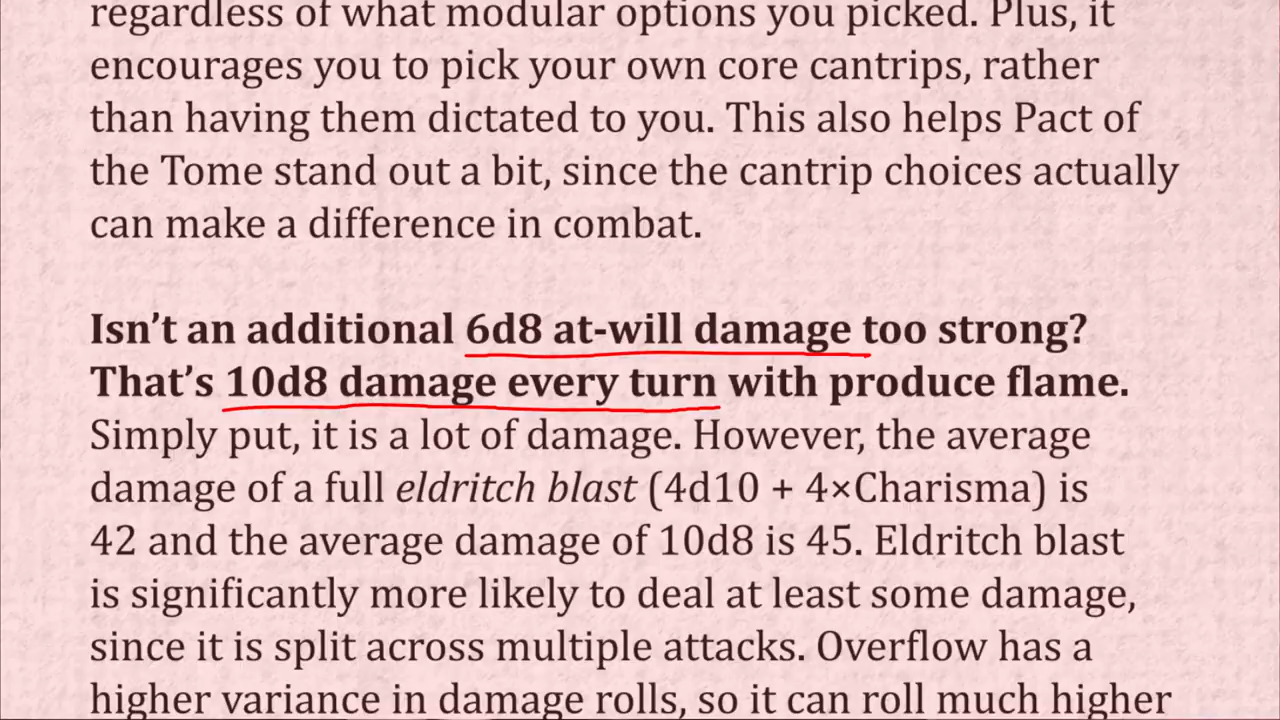 regardless of what modular options you picked. Plus, it
encourages you to pick your own core cantrips, rather
than having them dictated to you. This also helps Pact of
the Tome stand out a bit, since the cantrip choices actually
can make a difference in combat.
Isn’t an additional 6d8 at-will damage too strong?
That’s 10d8 damage every turn with produce flame.
Simply put, it is a lot of damage. However, the average
damage of a full eldritch blast (4d10 + 4×Charisma) is
42 and the average damage of 10d8 is 45. Eldritch blast
is significantly more likely to deal at least some damage,
since it is split across multiple attacks. Overflow has a
higher variance in damage rolls, so it can roll much higher